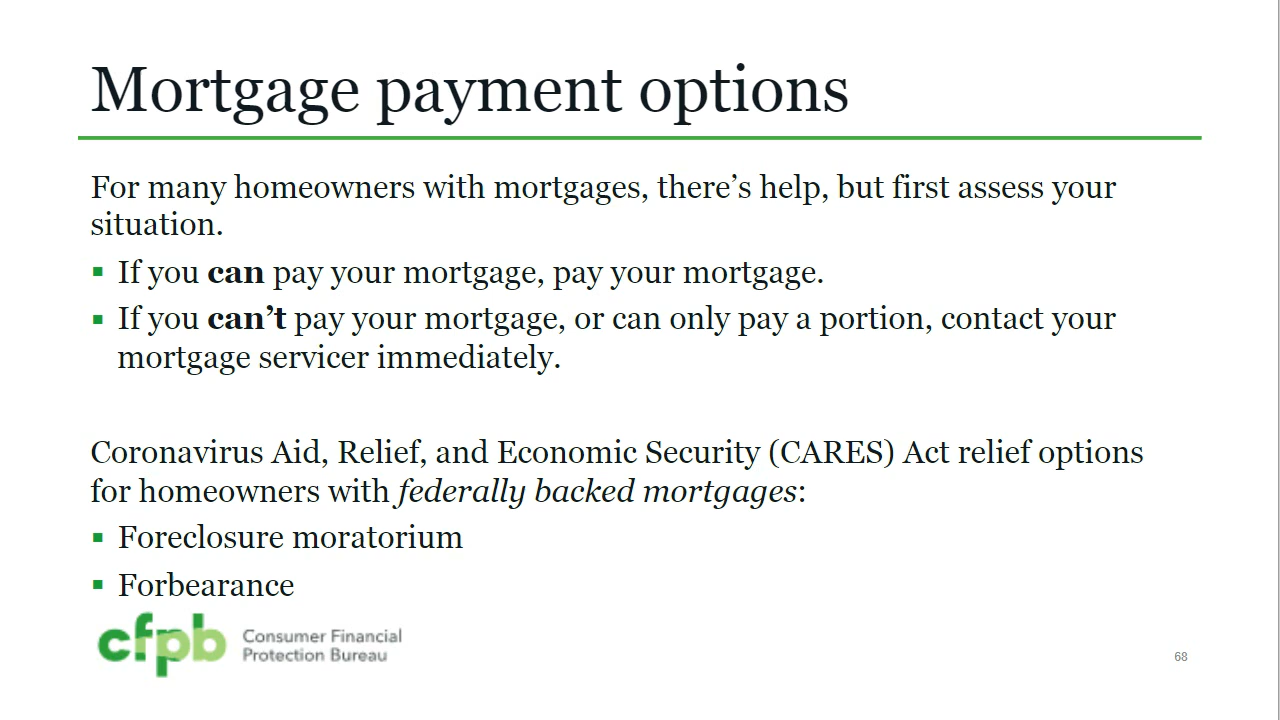 Mortgage payment options
For many homeowners with mortgages, there’s help, but first assess your
situation.
▪ If you can pay your mortgage, pay your mortgage.
▪ If you can’t pay your mortgage, or can only pay a portion, contact your
mortgage servicer immediately.
Coronavirus Aid, Relief, and Economic Security (CARES) Act relief options
for homeowners with federally backed mortgages:
▪ Foreclosure moratorium
▪ Forbearance
cfpb
Consumer Financial
Protection Bureau
68